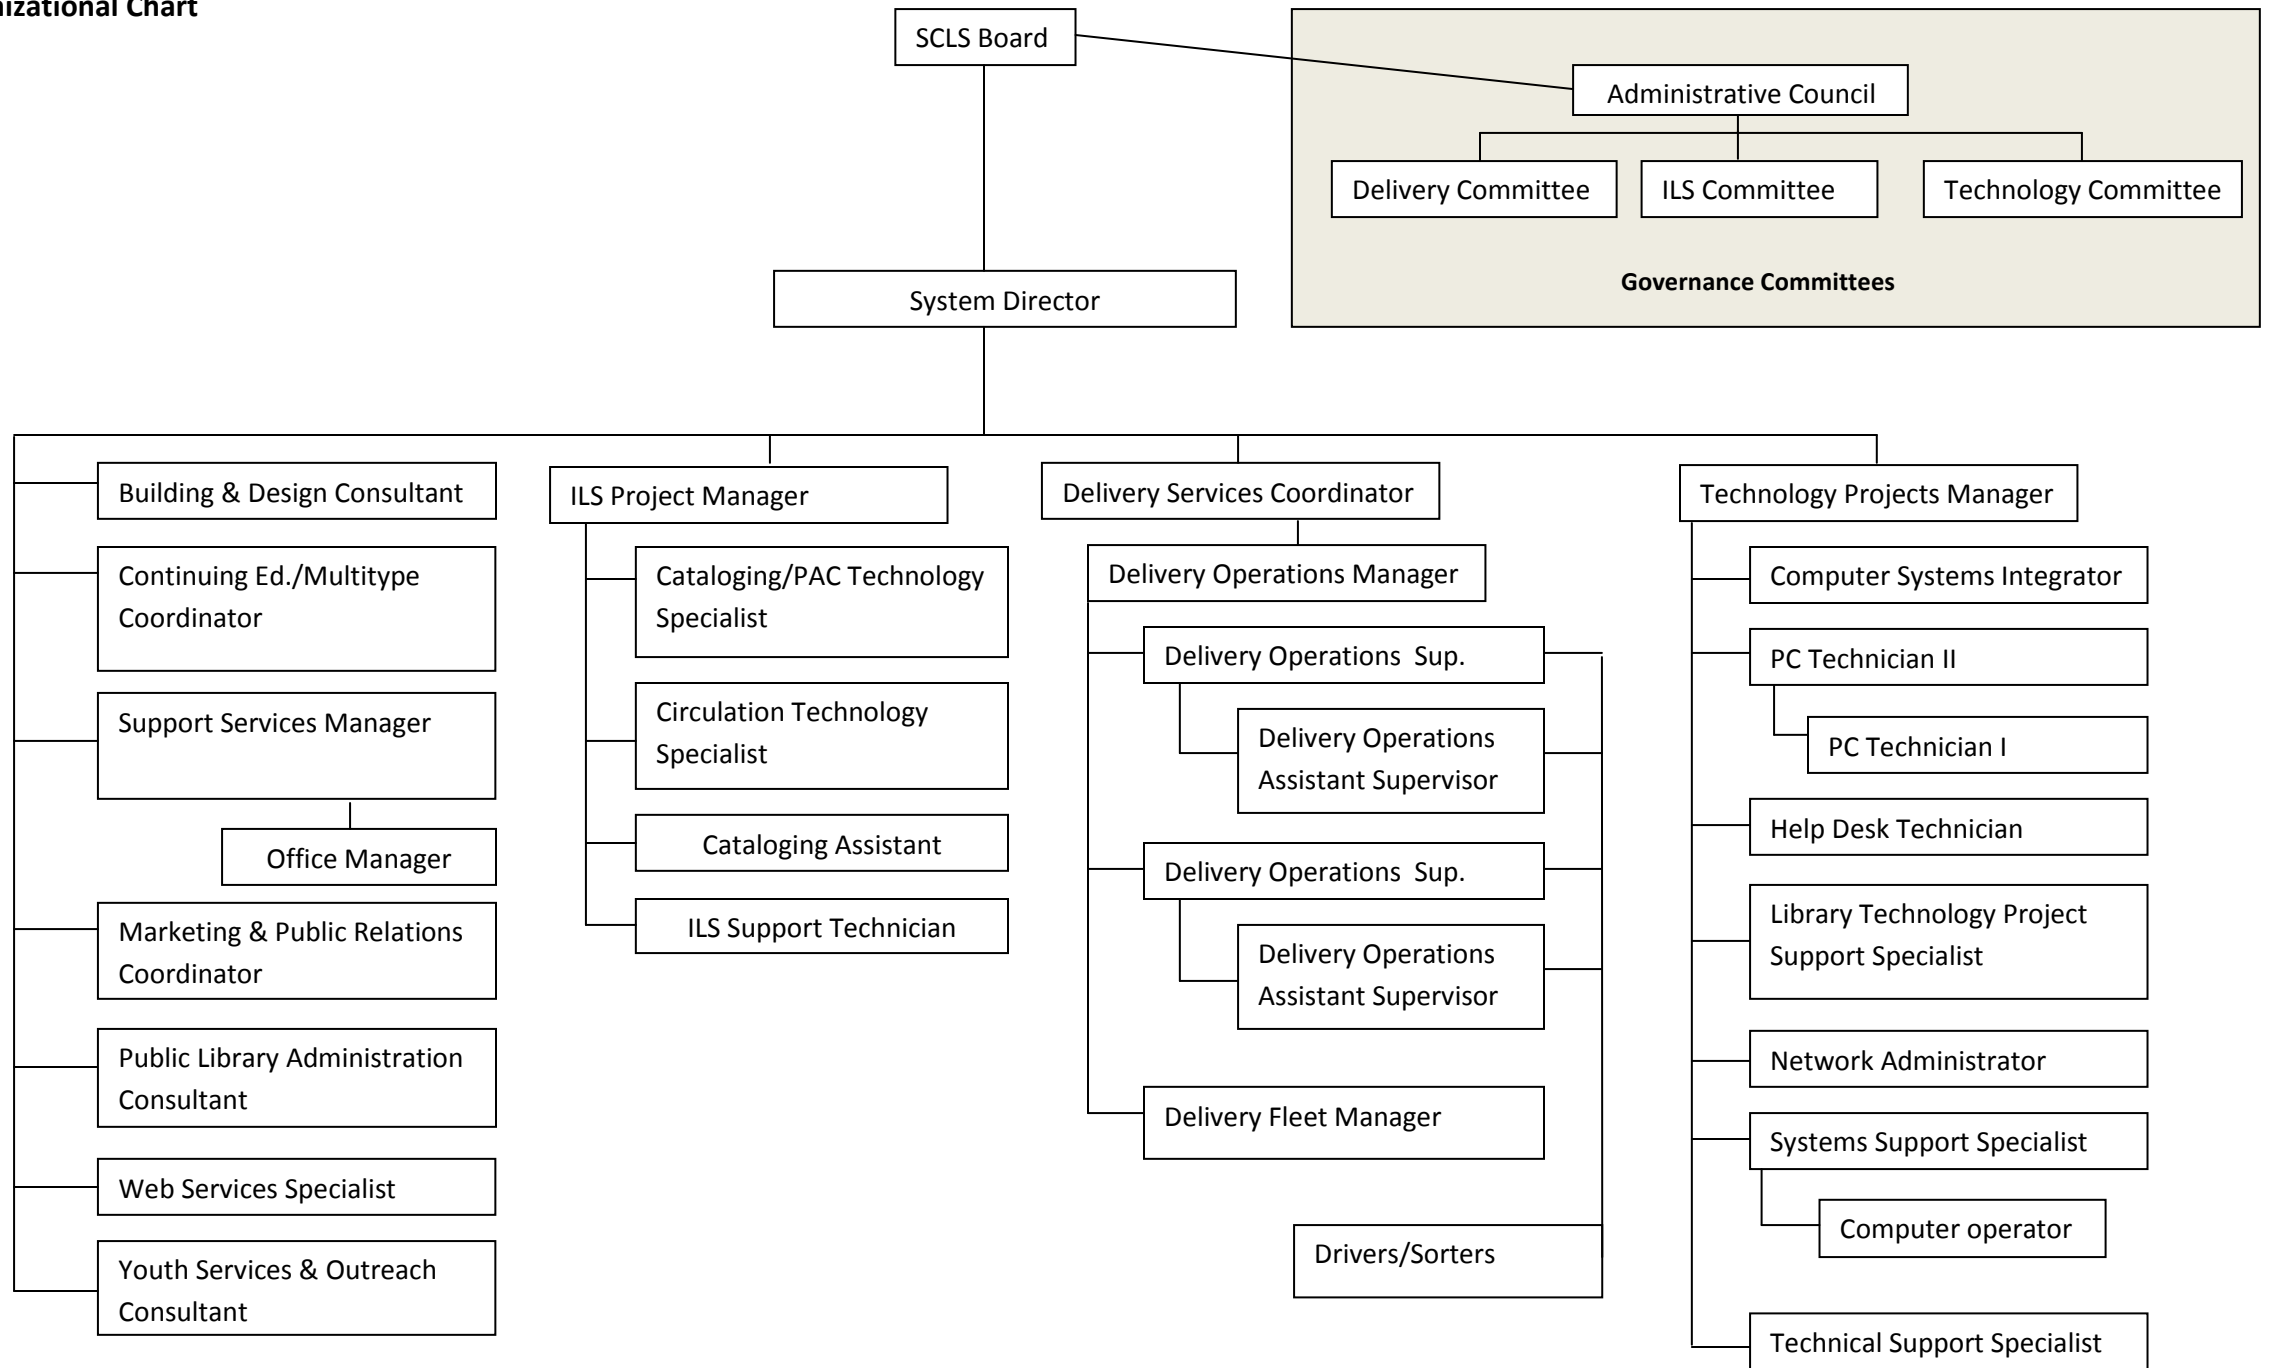 nizational Chart
SCLS Board
Administrative Council
Delivery Committee
ILS Committee
Technology Committee
Governance Committees
System Director
Building & Design Consultant
Continuing Ed./Multitype
Coordinator
Support Services Manager
Office Manager
Marketing & Public Relations
Coordinator
Public Library Administration
Consultant
Web Services Specialist
Youth Services & Outreach
Consultant
ILS Project Manager
Cataloging/PAC Technology
Specialist
Circulation Technology
Specialist
Cataloging Assistant
ILS Support Technician
Delivery Services Coordinator
Delivery Operations Manager
Delivery Operations  Sup.
Delivery Operations
Assistant Supervisor
Delivery Operations  Sup.
Delivery Operations
Assistant Supervisor
Delivery Fleet Manager
Drivers/Sorters
Technology Projects Manager
Computer Systems Integrator
PC Technician II
PC Technician I
Help Desk Technician
Library Technology Project
Support Specialist
Network Administrator
Systems Support Specialist
Computer operator
Technical Support Specialist